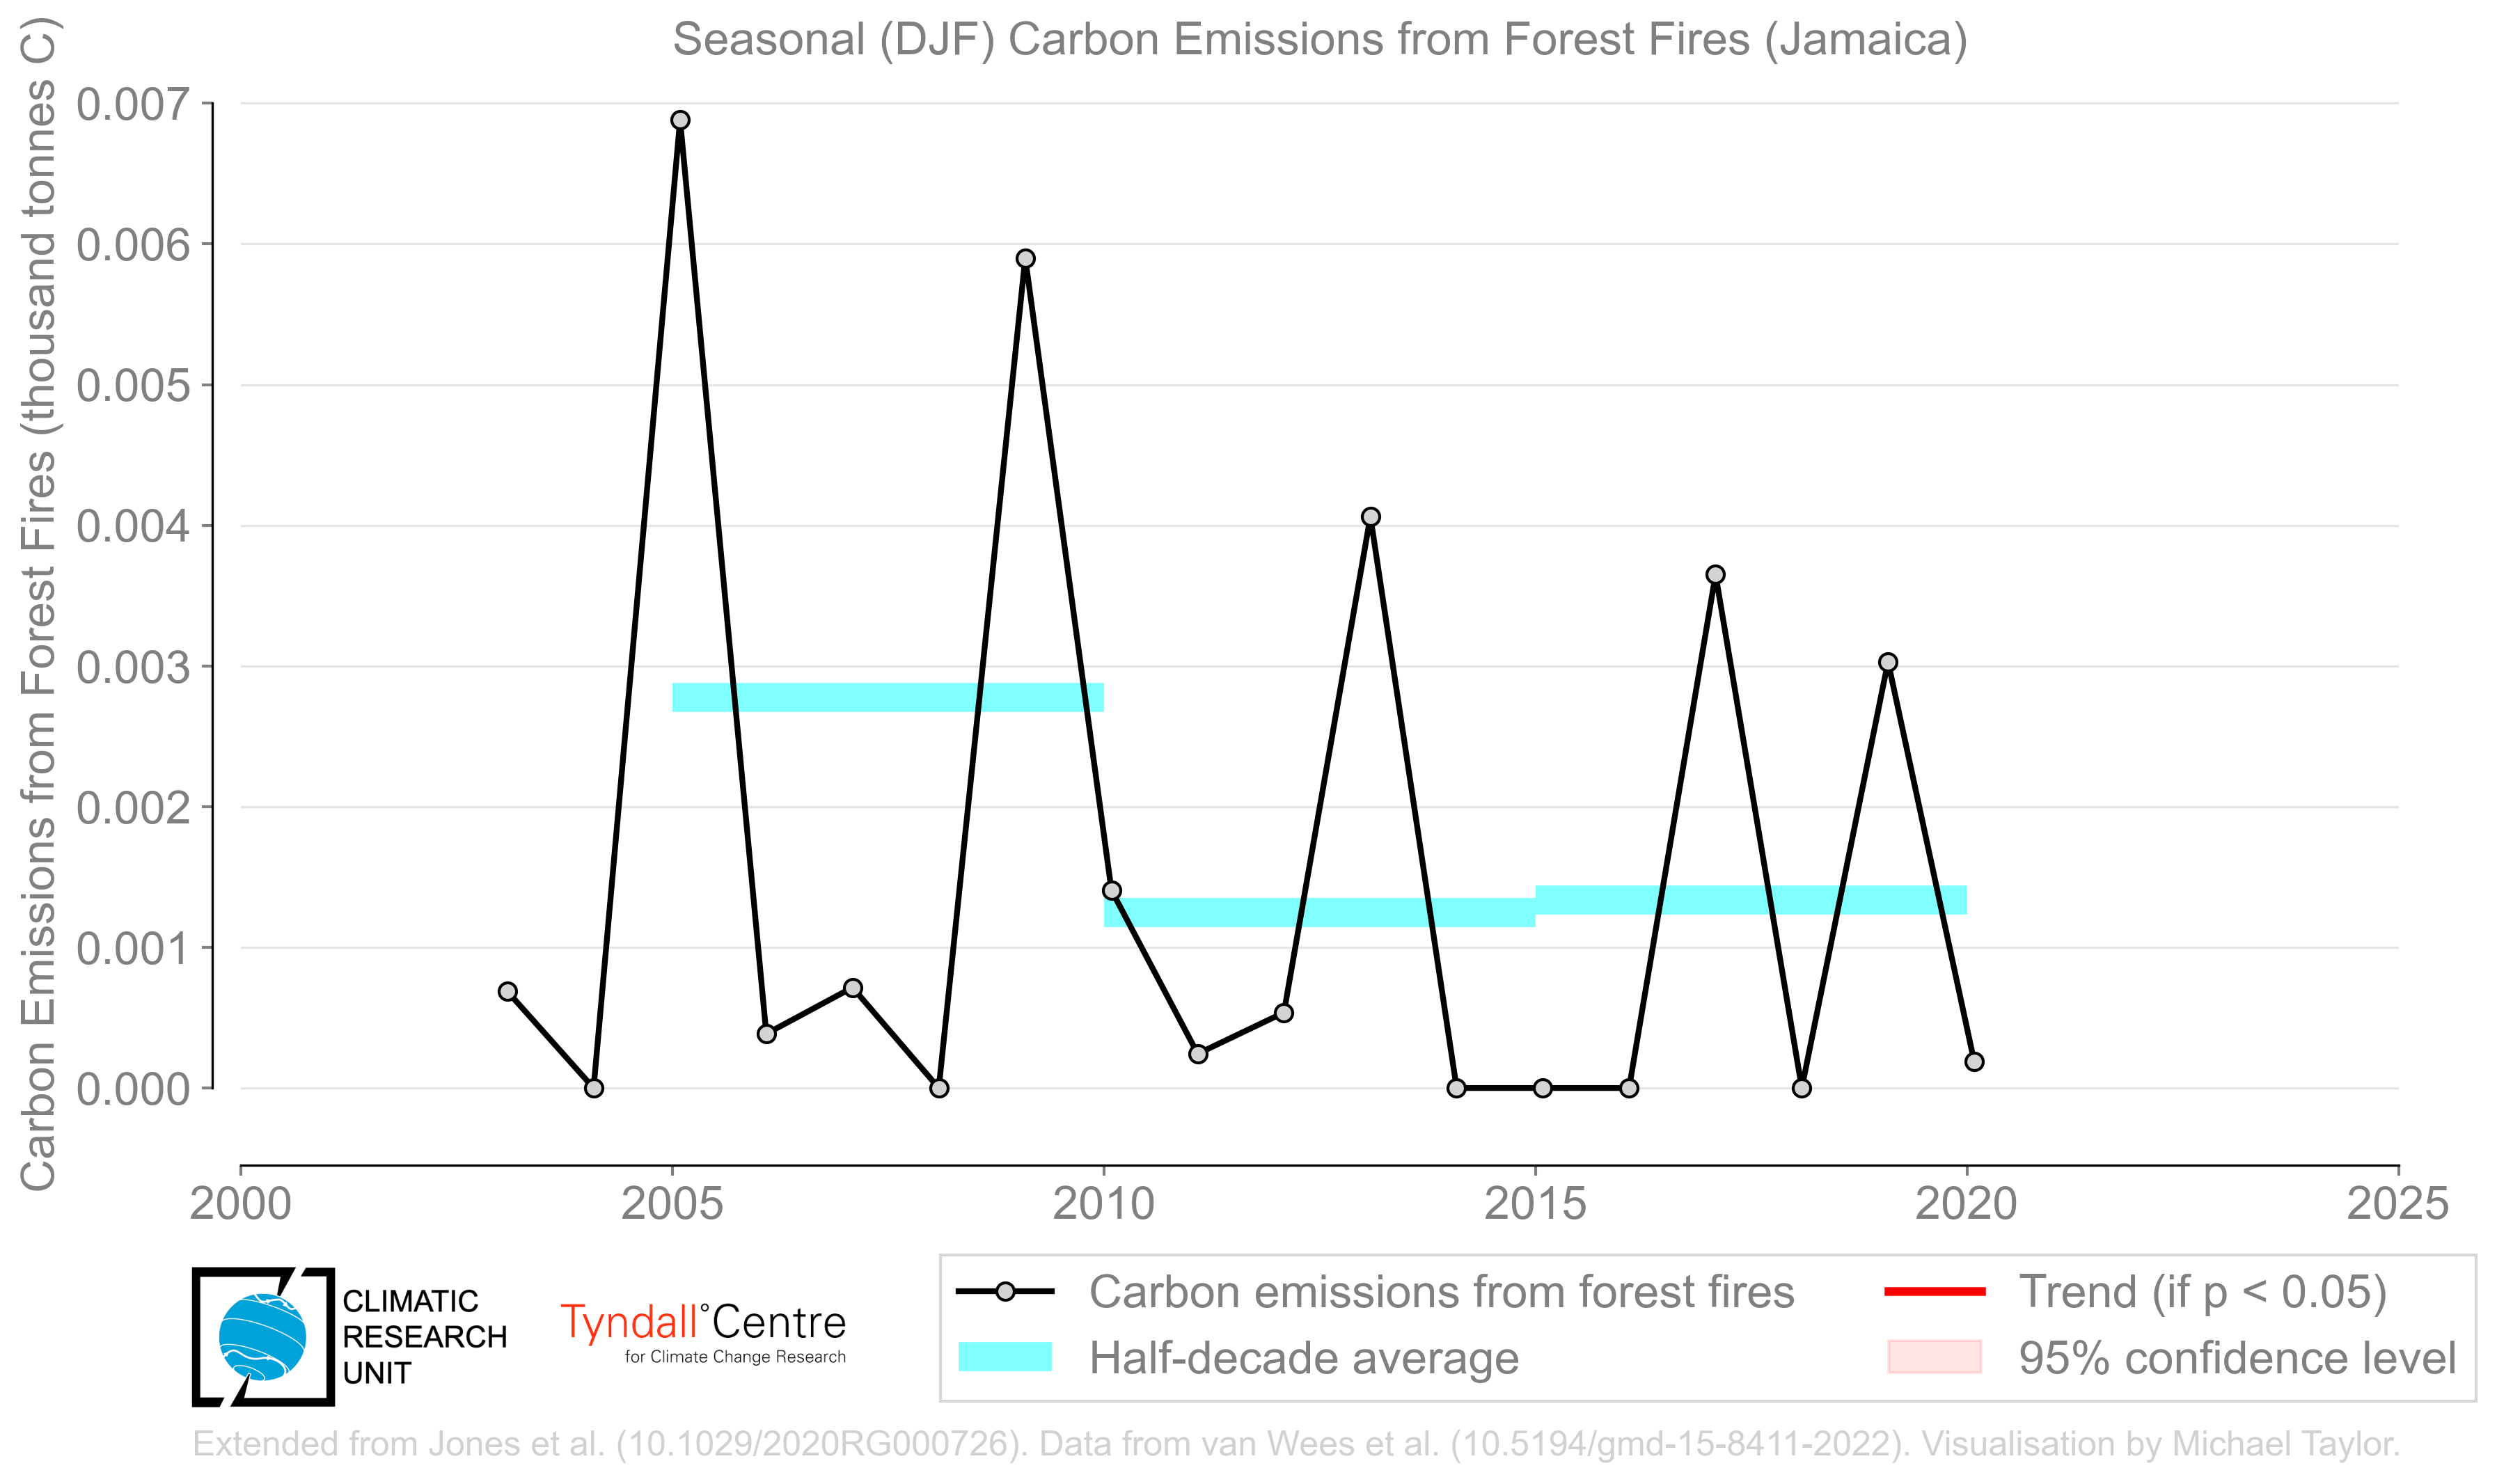 Seasonal (DJF) Carbon Emissions from Forest Fires (Jamaica)
Carbon Emissions from Forest Fires (thousand tonnes C)
0.007
0.006
0.005
0.004
0.003
0.002
0.001
0.000
2000 2005 2010 2015 2020 2025
CLIMATIC
RESEARCH
UNIT
Tyndall°Centre
for Climate Change Research
Carbon emissions from forest fires
Half-decade average
Trend (if p < 0.05)
95% confidence level
Extended from Jones et al. (10.1029/2020RG000726). Data from van Wees et al. (10.5194/gmd-15-8411-2022). Visualisation by Michael Taylor.